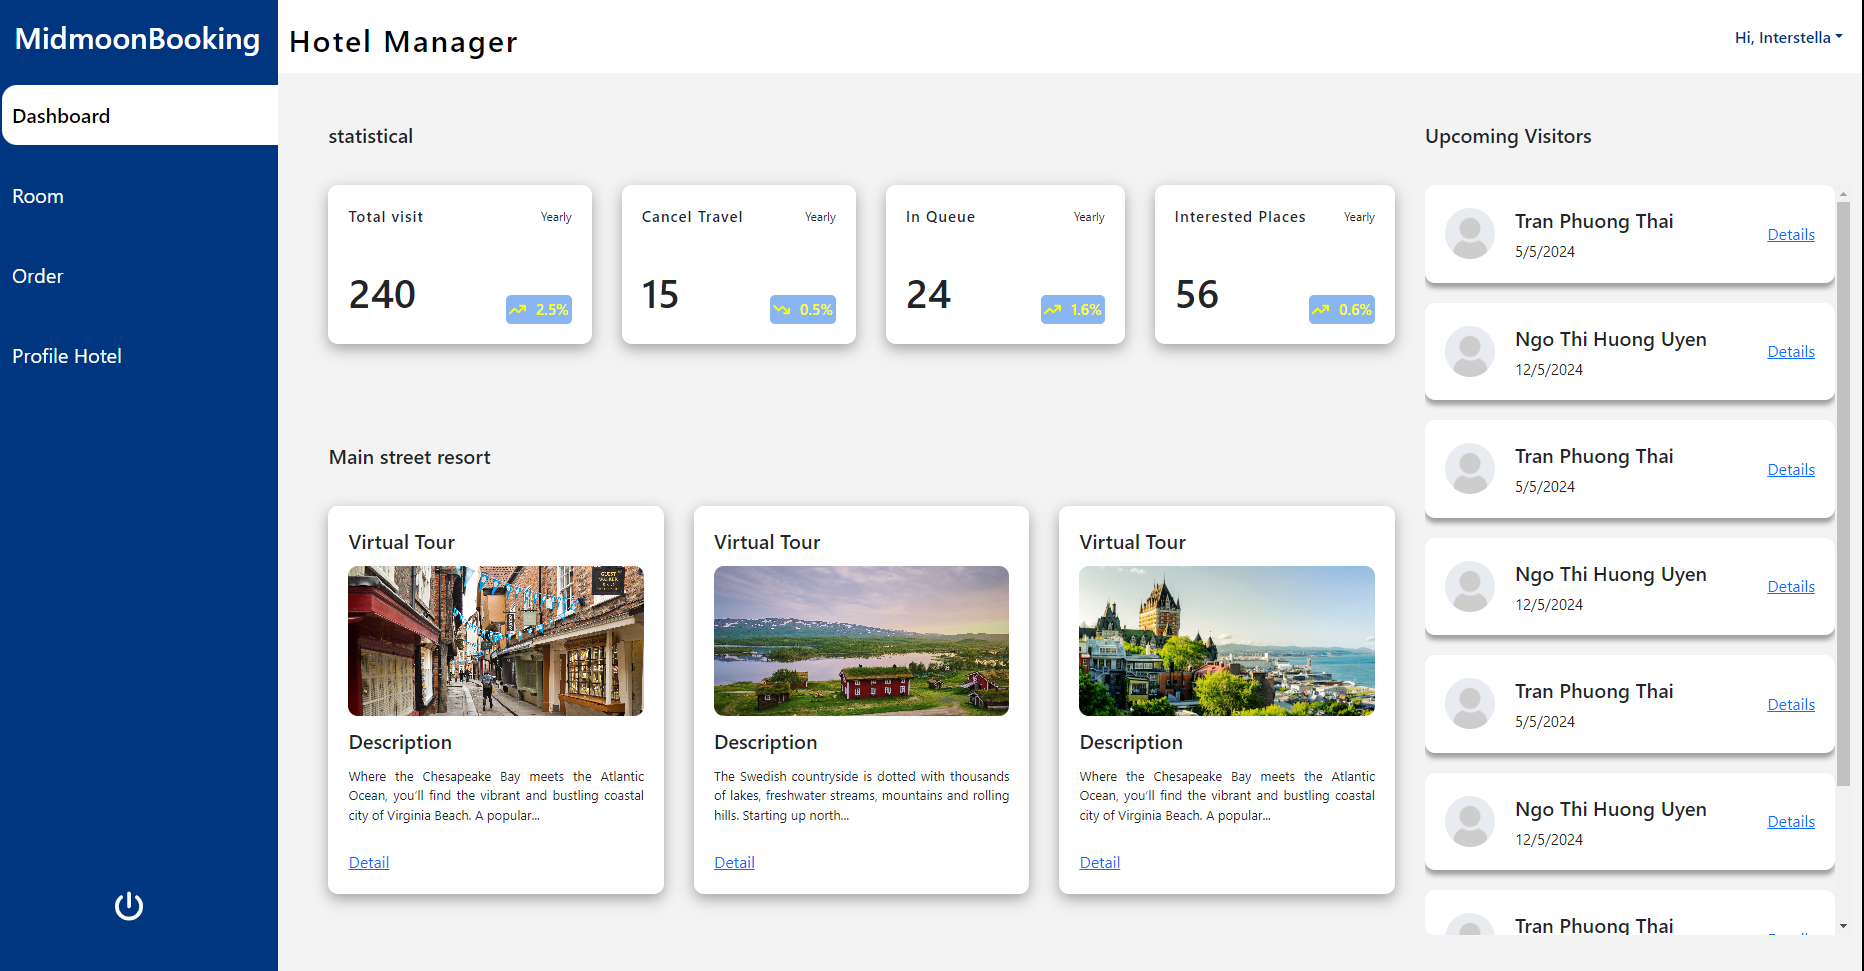 MidmoonBooking
Hotel Manager
Hi, Interstella
Dashboard
Room
Order
Profile Hotel
statistical
Total visit
Yearly
240
2.5%
Cancel Travel
Yearly
15
0.5%
In Queue
Yearly
24
1.6%
Interested Places
Yearly
56
0.6%
Main street resort
Virtual Tour
Description
Where the Chesapeake Bay meets the Atlantic
Ocean, you'll find the vibrant and bustling coastal
city of Virginia Beach. A popular...
Detail
Virtual Tour
Description
The Swedish countryside is dotted with thousands
of lakes, freshwater streams, mountains and rolling
hills. Starting up north...
Detail
Virtual Tour
Description
Where the Chesapeake Bay meets the Atlantic
Ocean, you'll find the vibrant and bustling coastal
city of Virginia Beach. A popular...
Detail
Upcoming Visitors
Tran Phuong Thai
5/5/2024
Details
Ngo Thi Huong Uyen
12/5/2024
Details
Tran Phuong Thai
5/5/2024
Details
Ngo Thi Huong Uyen
12/5/2024
Details
Tran Phuong Thai
5/5/2024
Details
Ngo Thi Huong Uyen
12/5/2024
Details
Tran Phuong Thai